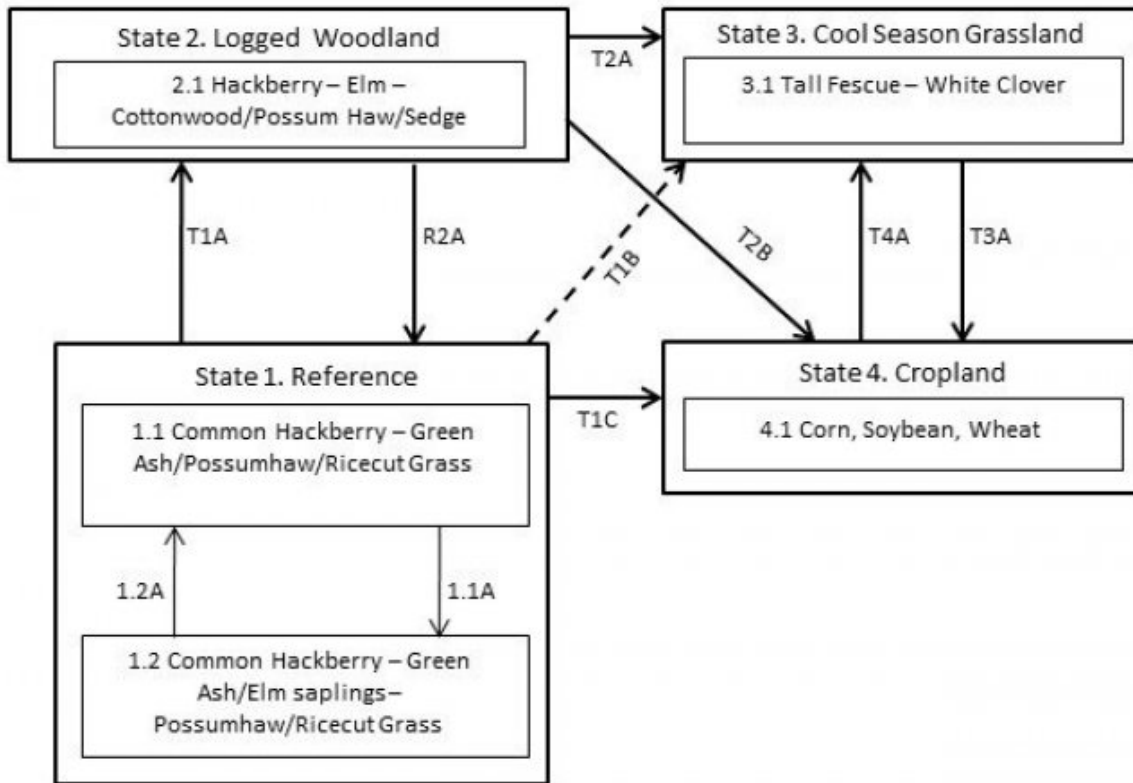 State 2. Logged Woodland
2.1 Hackberry – Elm –
Cottonwood/Possum Haw/Sedge
T2A
State 3. Cool Season Grassland
3.1 Tall Fescue – White Clover
T1A
R2A
T1B
T2B
T4A
T3A
State 1. Reference
1.1 Common Hackberry – Green
Ash/Possumhaw/Ricecut Grass
1.2A
1.1A
1.2 Common Hackberry – Green
Ash/Elm saplings–
Possumhaw/Ricecut Grass
T1C
State 4. Cropland
4.1 Corn, Soybean, Wheat